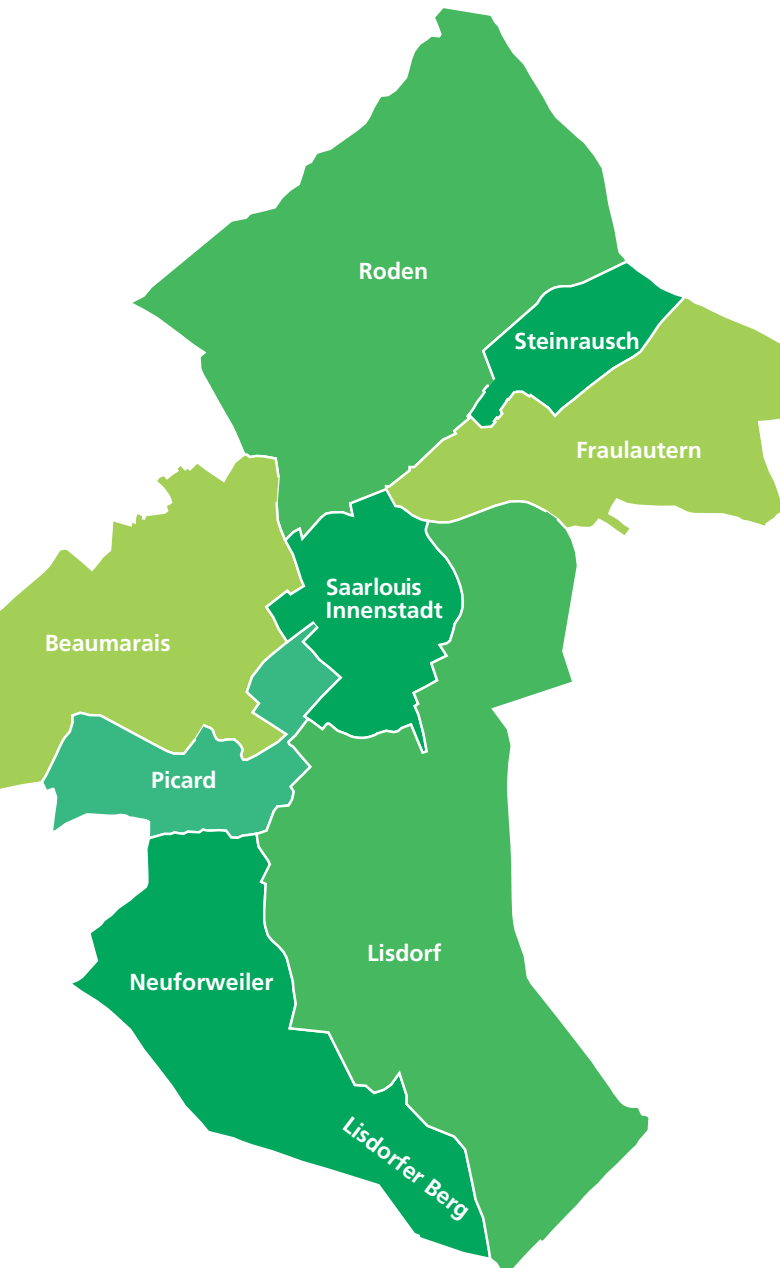 Roden
Steinrausch
Fraulautern
Saarlouis
Innenstadt
Beaumarais
Picard
Lisdorf
Neuforweiler
Lisdorfer Berg